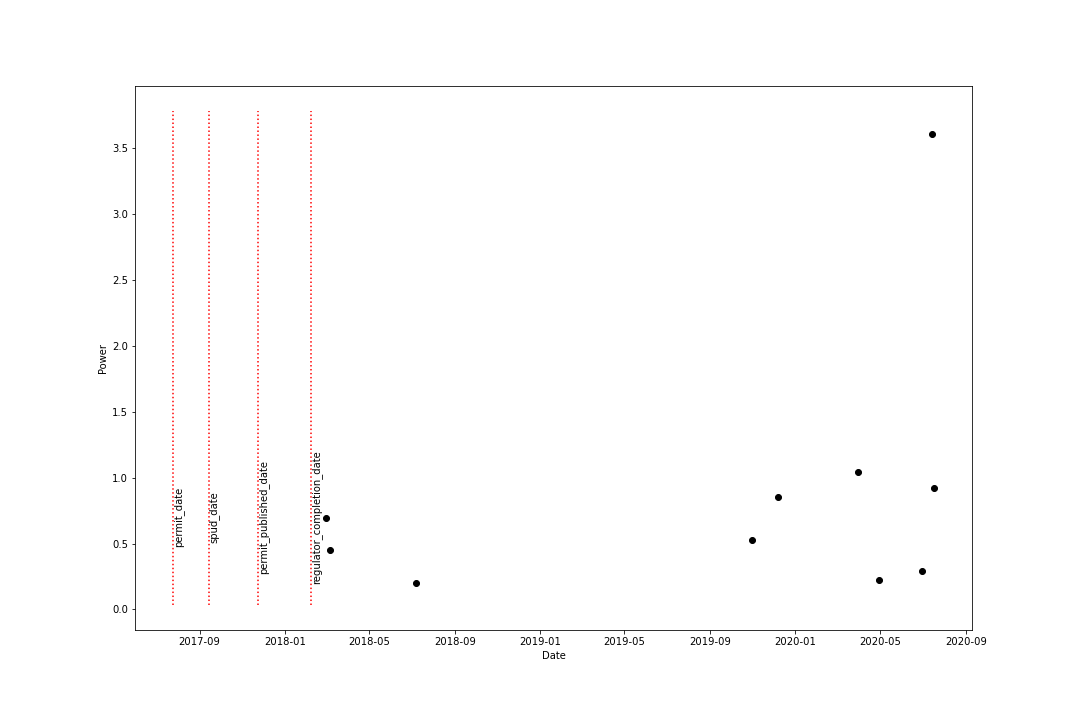 3.5
3.0
2.5
2.0
1.5
1.0
0.5
0.0
Power
permit_date
spud_date
permit_published_date
regulator_completion_date
2017-09 2018-01 2018-05 2018-09 2019-01 2019-05 2019-09 2020-01 2020-05 2020-09
Date